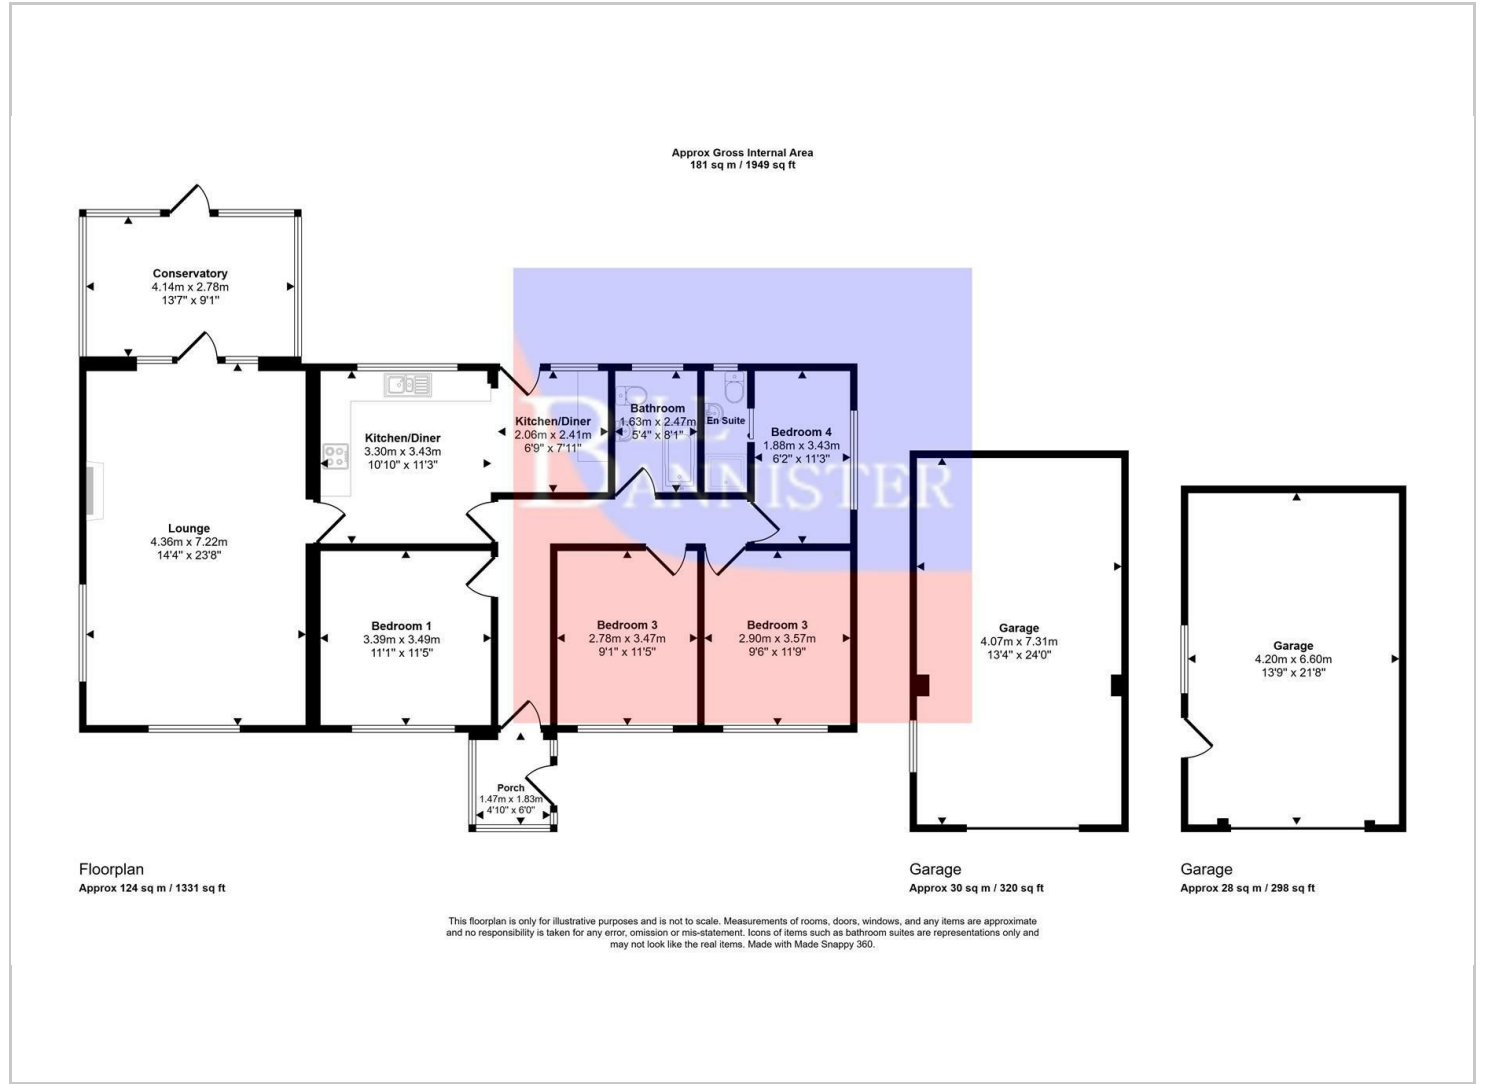 Approx Gross Internal Area
181 sq m / 1949 sq ft
Conservatory
4.14m x 2.78m
13'7" x 9'1"
Kitchen/Diner
3.30m x 3.43m
10'10" x 11'3"
Kitchen/Diner
2.06m x 2.41m
6'9" x 7'11"
Bathroom
1.63m x 2.47m
5'4" x 8'1"
En Suite
Bedroom 4
1.88m x 3.43m
6'2" x 11'3"
BILL
BANNISTER
Lounge
4.36m x 7.22m
14'4" x 23'8"
Bedroom 1
3.39m x 3.49m
11'1" x 11'5"
Bedroom 3
2.78m x 3.47m
9'1" x 11'5"
Bedroom 3
2.90m x 3.57m
9'6" x 11'9"
Garage
4.07m x 7.31m
13'4" x 24'0"
Garage
4.20m x 6.60m
13'9" x 21'8"
Porch
1.47m x 1.83m
4'10" x 6'0"
Floorplan
Approx 124 sq m / 1331 sq ft
Garage
Approx 30 sq m / 320 sq ft
Garage
Approx 28 sq m / 298 sq ft
This floorplan is only for illustrative purposes and is not to scale. Measurements of rooms, doors, windows, and any items are approximate
and no responsibility is taken for any error, omission or mis-statement. Icons of items such as bathroom suites are representations only and
may not look like the real items. Made with Made Snappy 360.